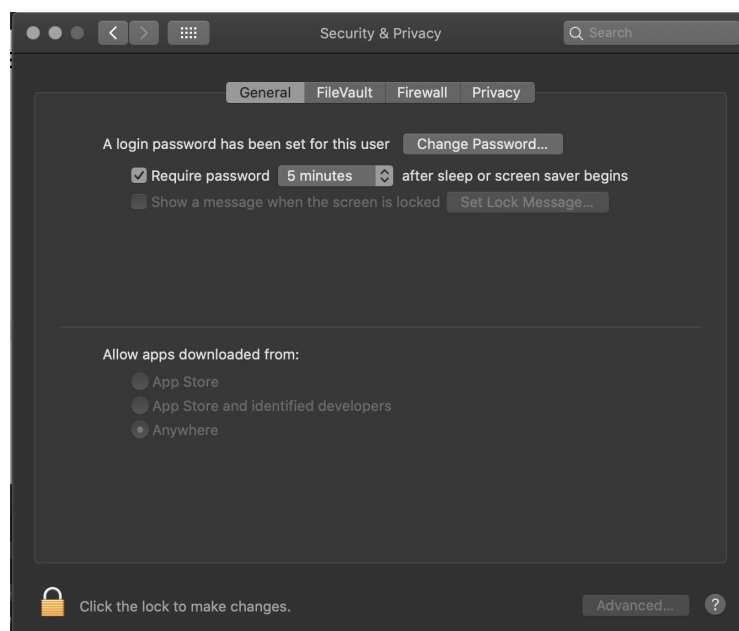 Security & Privacy
Search
General FileVault Firewall Privacy
A login password has been set for this user Change Password...
Require password 5 minutes after sleep or screen saver begins
Show a message when the screen is locked Set Lock Message...
Allow apps downloaded from:
App Store
App Store and identified developers
Anywhere
Click the lock to make changes.
Advanced... ?